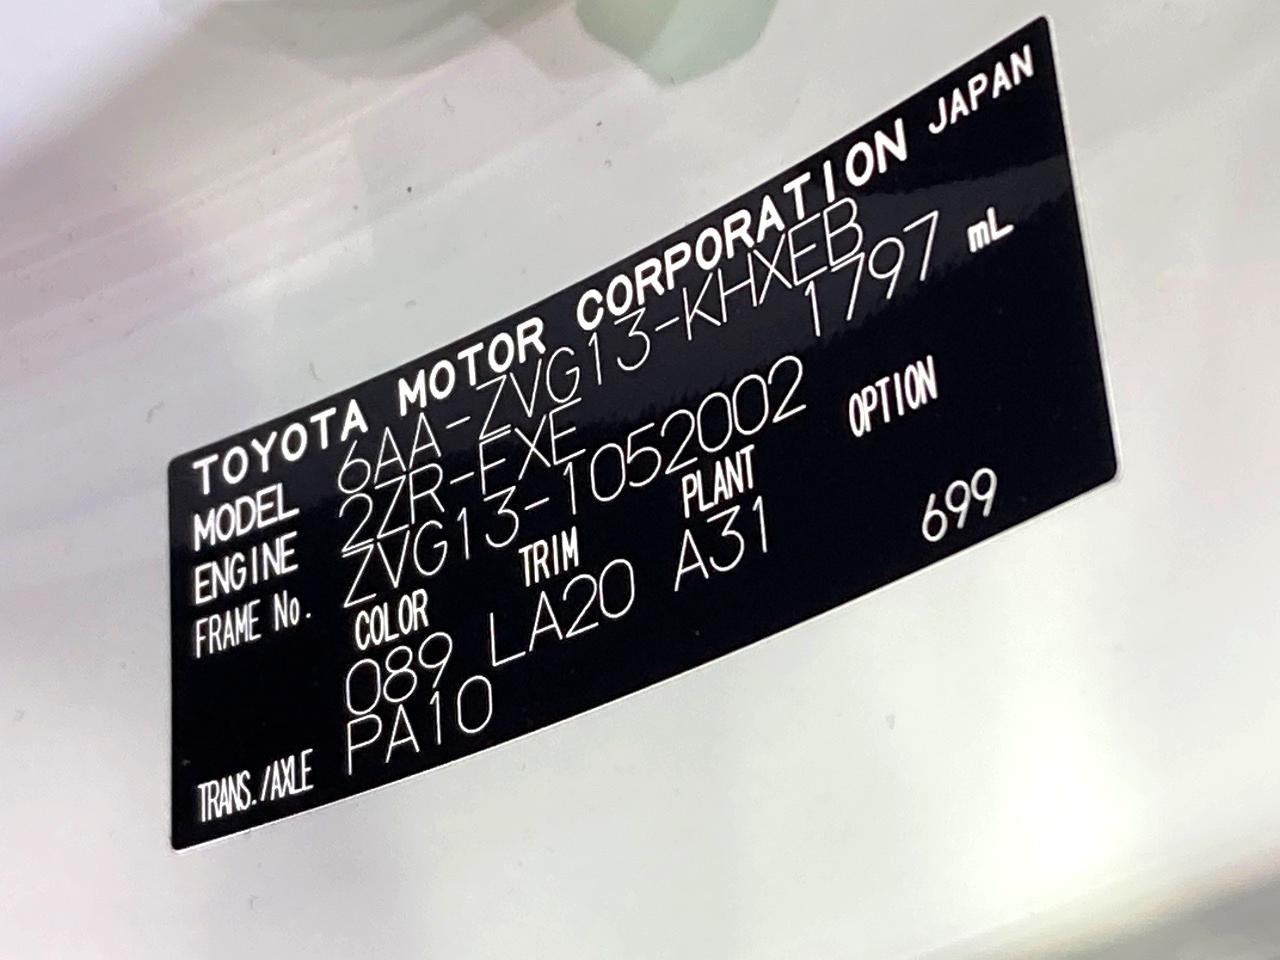 TOYOTA MOTOR CORPORATION JAPAN
MODEL 6AA-ZVG13-KHXEB
ENGINE 2ZR-FXE 1797 mL
FRAME No. ZVG13-1052002
COLOR TRIM PLANT OPTION
089 LA20 A31 699
TRANS./AXLE PA10